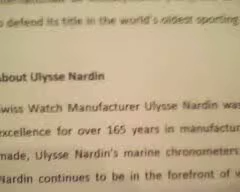 defend its title in the world's oldest sporting
About Ulysse Nardin
Swiss Watch Manufacturer Ulysse Nardin was
excellence for over 165 years in manufactur
made, Ulysse Nardin's marine chronometers
Nardin continues to be in the forefront of w